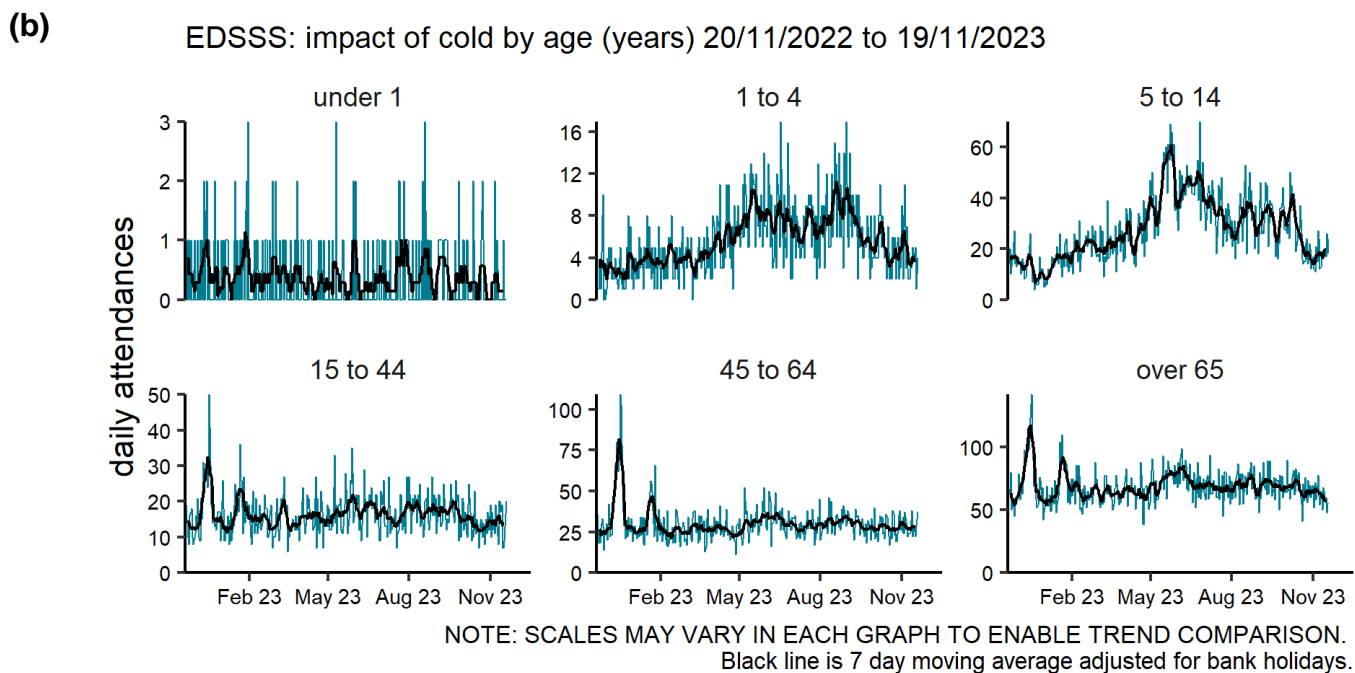 (b)
EDSSS: impact of cold by age (years) 20/11/2022 to 19/11/2023
daily attendances
under 1
3
2
1
0
1 to 4
16
12
8
4
0
5 to 14
60
40
20
0
15 to 44
50
40
30
20
10
0
Feb 23 May 23 Aug 23 Nov 23
45 to 64
100
75
50
25
0
Feb 23 May 23 Aug 23 Nov 23
over 65
100
50
0
Feb 23 May 23 Aug 23 Nov 23
NOTE: SCALES MAY VARY IN EACH GRAPH TO ENABLE TREND COMPARISON.
Black line is 7 day moving average adjusted for bank holidays.